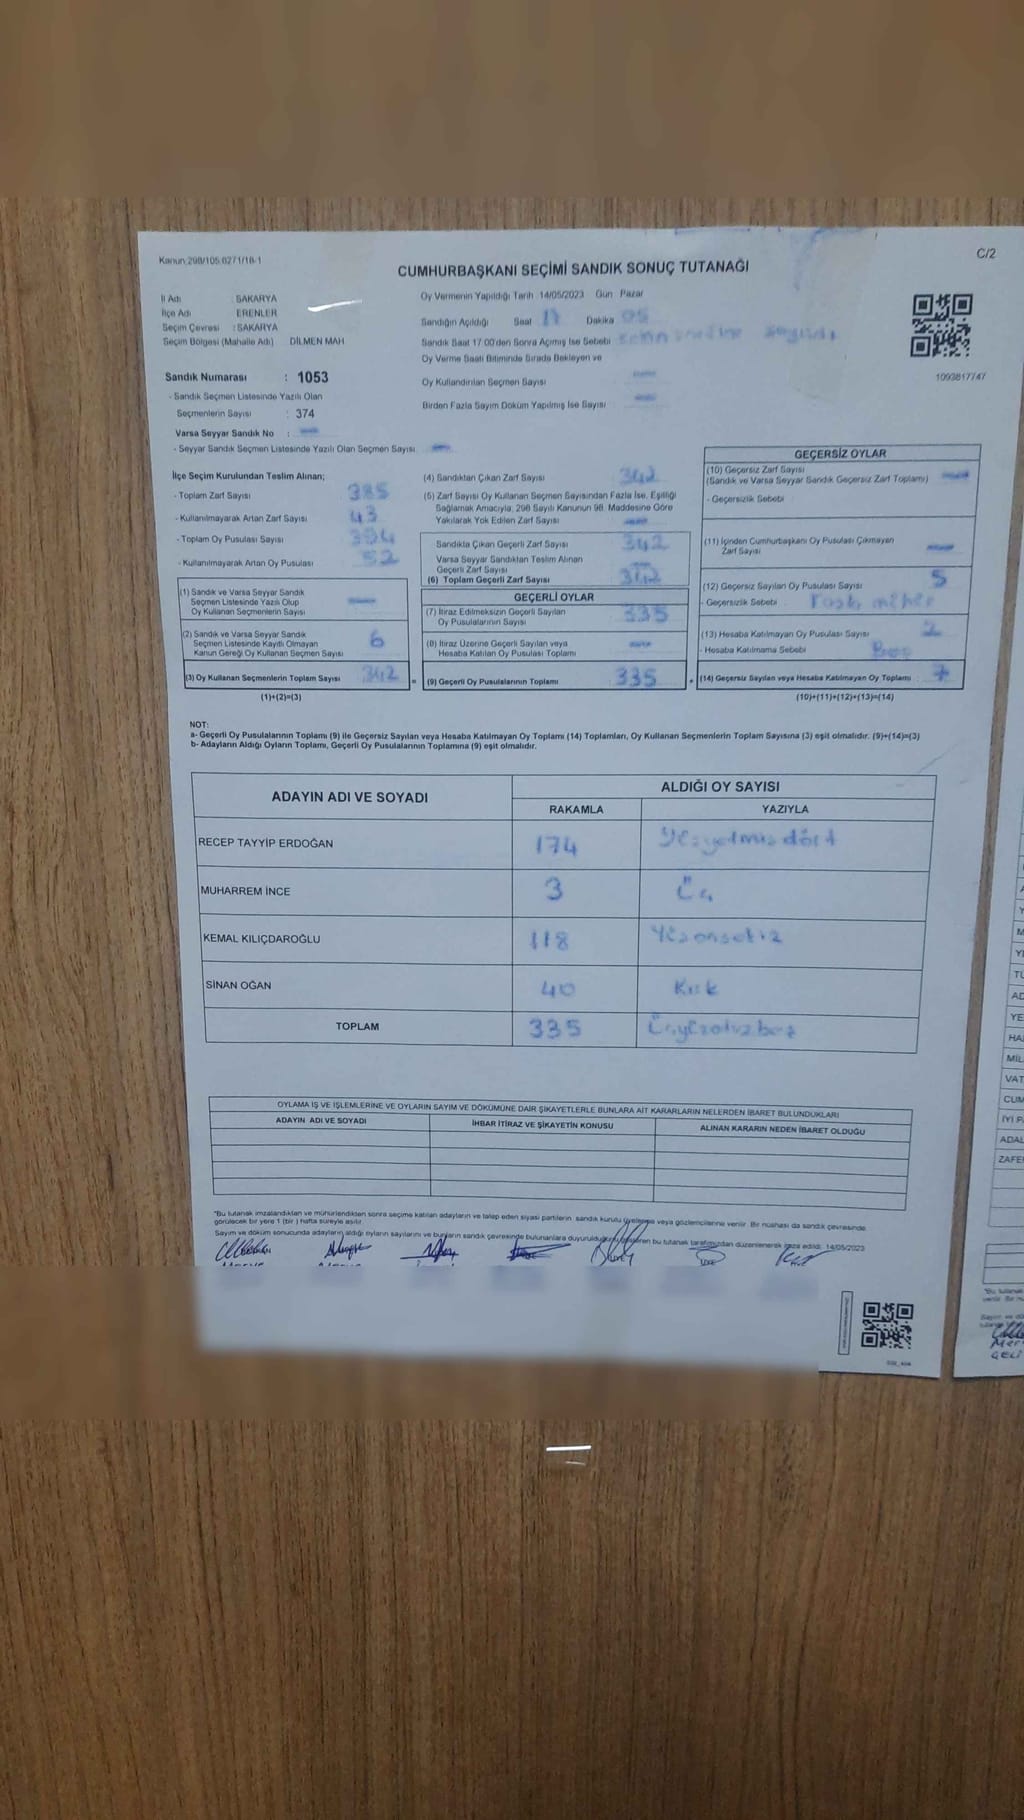 Kanun:298/105.0271/18-1
C/2
CUMHURBAŞKANI SEÇİMİ SANDIK SONUÇ TUTANAĞI
İl Adı : SAKARYA
İlçe Adı : ERENLER
Seçim Çevresi : SAKARYA
Seçim Bölgesi (Mahalle Adı) DİLMEN MAH
Oy Vermenin Yapıldığı Tarih 14/05/2023 Gün Pazar
Sandığın Açıldığı Saat 17 Dakika 05
Sandık Saat 17:00'den Sonra Açımış İse Sebebi
Oy Verme Saati Bitiminde Sırada Bekleyen ve
Oy Kullandırılan Seçmen Sayısı
Birden Fazla Sayım Döküm Yapılmış İse Sayısı
1093817747
Sandık Numarası : 1053
- Sandık Seçmen Listesinde Yazılı Olan
Seçmenlerin Sayısı : 374
Varsa Seyyar Sandık No :
- Seyyar Sandık Seçmen Listesinde Yazılı Olan Seçmen Sayısı
İlçe Seçim Kurulundan Teslim Alınan;
- Toplam Zarf Sayısı 385
- Kullanılmayarak Artan Zarf Sayısı 43
- Toplam Oy Pusulası Sayısı 394
- Kullanılmayarak Artan Oy Pusulası 52
(1) Sandık ve Varsa Seyyar Sandık
Seçmen Listesinde Yazılı Olup
Oy Kullanan Seçmenlerin Sayısı
(2) Sandık ve Varsa Seyyar Sandık
Seçmen Listesinde Kayıtlı Olmayan
Kanun Gereği Oy Kullanan Seçmen Sayısı 6
(3) Oy Kullanan Seçmenlerin Toplam Sayısı 342
(1)+(2)=(3)
(4) Sandıktan Çıkan Zarf Sayısı 342
(5) Zarf Sayısı Oy Kullanan Seçmen Sayısından Fazla İse, Eşitliği
Sağlamak Amacıyla, 298 Sayılı Kanunun 98. Maddesine Göre
Yakılarak Yok Edilen Zarf Sayısı
Sandıkta Çıkan Geçerli Zarf Sayısı 342
Varsa Seyyar Sandıktan Teslim Alınan
Geçerli Zarf Sayısı
(6) Toplam Geçerli Zarf Sayısı 342
GEÇERLİ OYLAR
(7) İtiraz Edilmeksizin Geçerli Sayılan
Oy Pusulalarının Sayısı 335
(8) İtiraz Üzerine Geçerli Sayılan veya
Hesaba Katılan Oy Pusulası Toplamı
= (9) Geçerli Oy Pusulalarının Toplamı 335
GEÇERSİZ OYLAR
(10) Geçersiz Zarf Sayısı
(Sandık ve Varsa Seyyar Sandık Geçersiz Zarf Toplamı)
- Geçersizlik Sebebi
(11) İçinden Cumhurbaşkanı Oy Pusulası Çıkmayan
Zarf Sayısı
(12) Geçersiz Sayılan Oy Pusulası Sayısı 5
- Geçersizlik Sebebi
(13) Hesaba Katılmayan Oy Pusulası Sayısı 2
- Hesaba Katılmama Sebebi Boş
+ (14) Geçersiz Sayılan veya Hesaba Katılmayan Oy Toplamı : 7
(10)+(11)+(12)+(13)=(14)
NOT:
a- Geçerli Oy Pusulalarının Toplamı (9) ile Geçersiz Sayılan veya Hesaba Katılmayan Oy Toplamı (14) Toplamları, Oy Kullanan Seçmenlerin Toplam Sayısına (3) eşit olmalıdır. (9)+(14)=(3)
b- Adayların Aldığı Oyların Toplamı, Geçerli Oy Pusulalarının Toplamına (9) eşit olmalıdır.
ADAYIN ADI VE SOYADI ALDIĞI OY SAYISI
RAKAMLA YAZIYLA
RECEP TAYYİP ERDOĞAN 174 Yüzyetmişdört
MUHARREM İNCE 3 Üç
KEMAL KILIÇDAROĞLU 118 Yüzonsekiz
SİNAN OĞAN 40 Kırk
TOPLAM 335 Üçyüzotuzbeş
OYLAMA İŞ VE İŞLEMLERİNE VE OYLARIN SAYIM VE DÖKÜMÜNE DAİR ŞİKAYETLERLE BUNLARA AİT KARARLARIN NELERDEN İBARET BULUNDUKLARI
ADAYIN ADI VE SOYADI İHBAR İTİRAZ VE ŞİKAYETİN KONUSU ALINAN KARARIN NEDEN İBARET OLDUĞU
*Bu tutanak imzalandıktan ve mühürlendikten sonra seçime katılan adayların ve talep eden siyasi partilerin sandık kurulu üyelerine veya gözlemcilerine verilir. Bir nüshası da sandık çevresinde
görülecek bir yere 1 (bir ) hafta süreyle asılır.
Sayım ve döküm sonucunda adayların aldığı oyların sayılarını ve bunların sandık çevresinde bulunanlara duyurulduğunu gösteren bu tutanak tarafımızdan düzenlenerek imza edildi. 14/05/2023